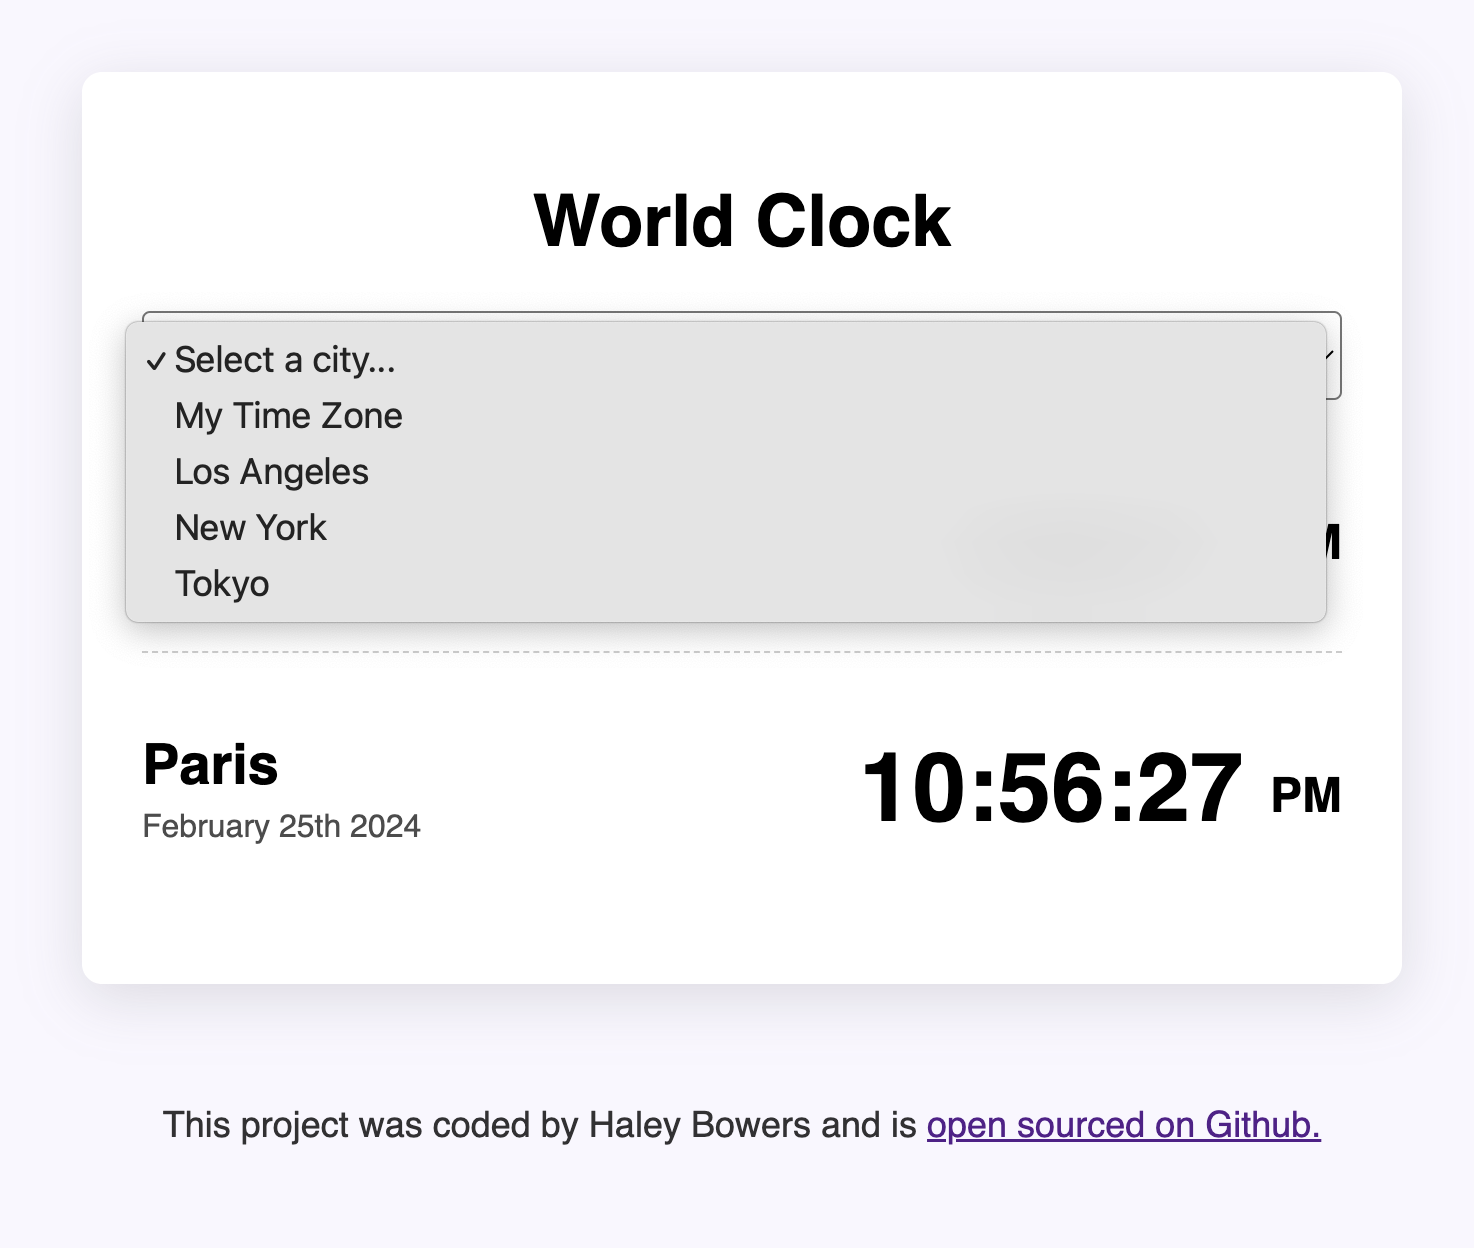 World Clock
✓ Select a city...
My Time Zone
Los Angeles
New York
Tokyo
Paris
10:56:27 PM
February 25th 2024
This project was coded by Haley Bowers and is open sourced on Github.